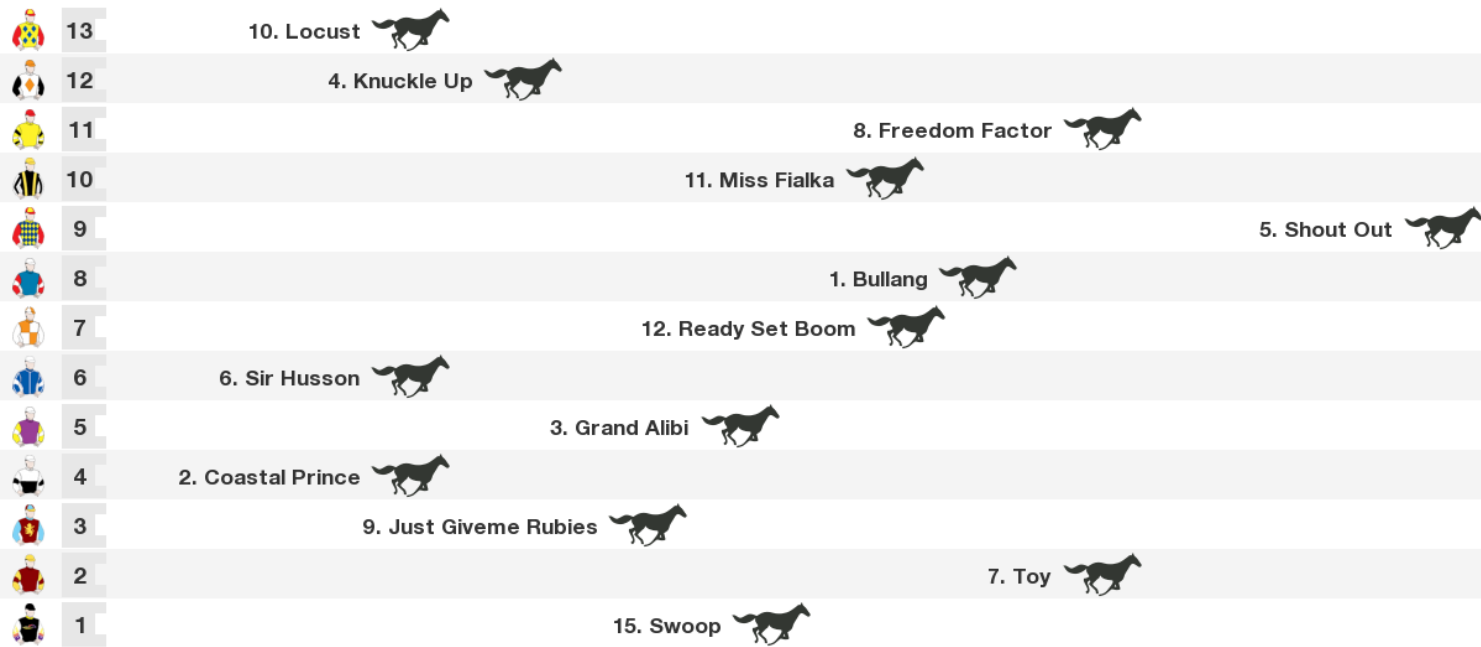 13 10. Locust
12 4. Knuckle Up
11 8. Freedom Factor
10 11. Miss Fialka
9 5. Shout Out
8 1. Bullang
7 12. Ready Set Boom
6 6. Sir Husson
5 3. Grand Alibi
4 2. Coastal Prince
3 9. Just Giveme Rubies
2 7. Toy
1 15. Swoop